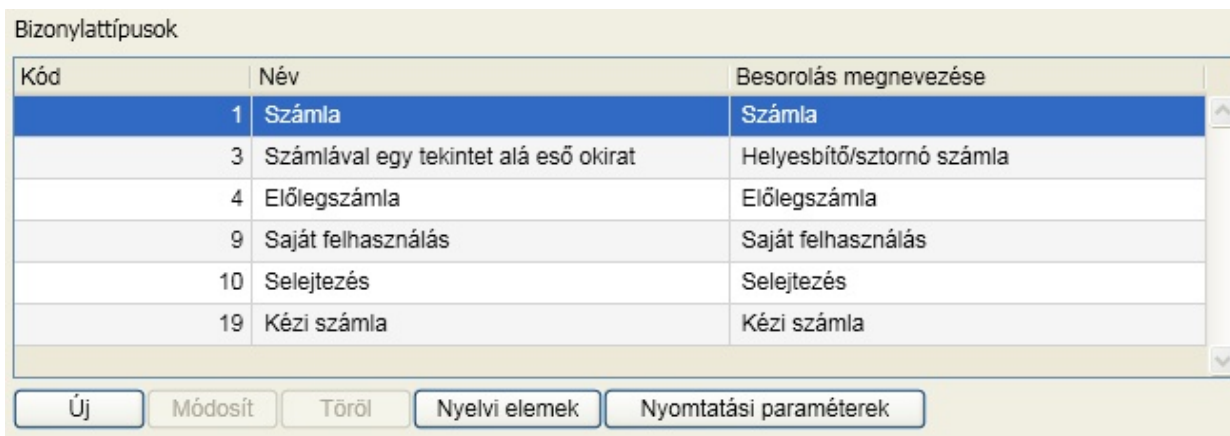 Bizonylattípusok
Kód Név Besorolás megnevezése
1 Számla Számla
3 Számlával egy tekintet alá eső okirat Helyesbítő/sztornó számla
4 Előlegszámla Előlegszámla
9 Saját felhasználás Saját felhasználás
10 Selejtezés Selejtezés
19 Kézi számla Kézi számla
Új Módosít Töröl Nyelvi elemek Nyomtatási paraméterek